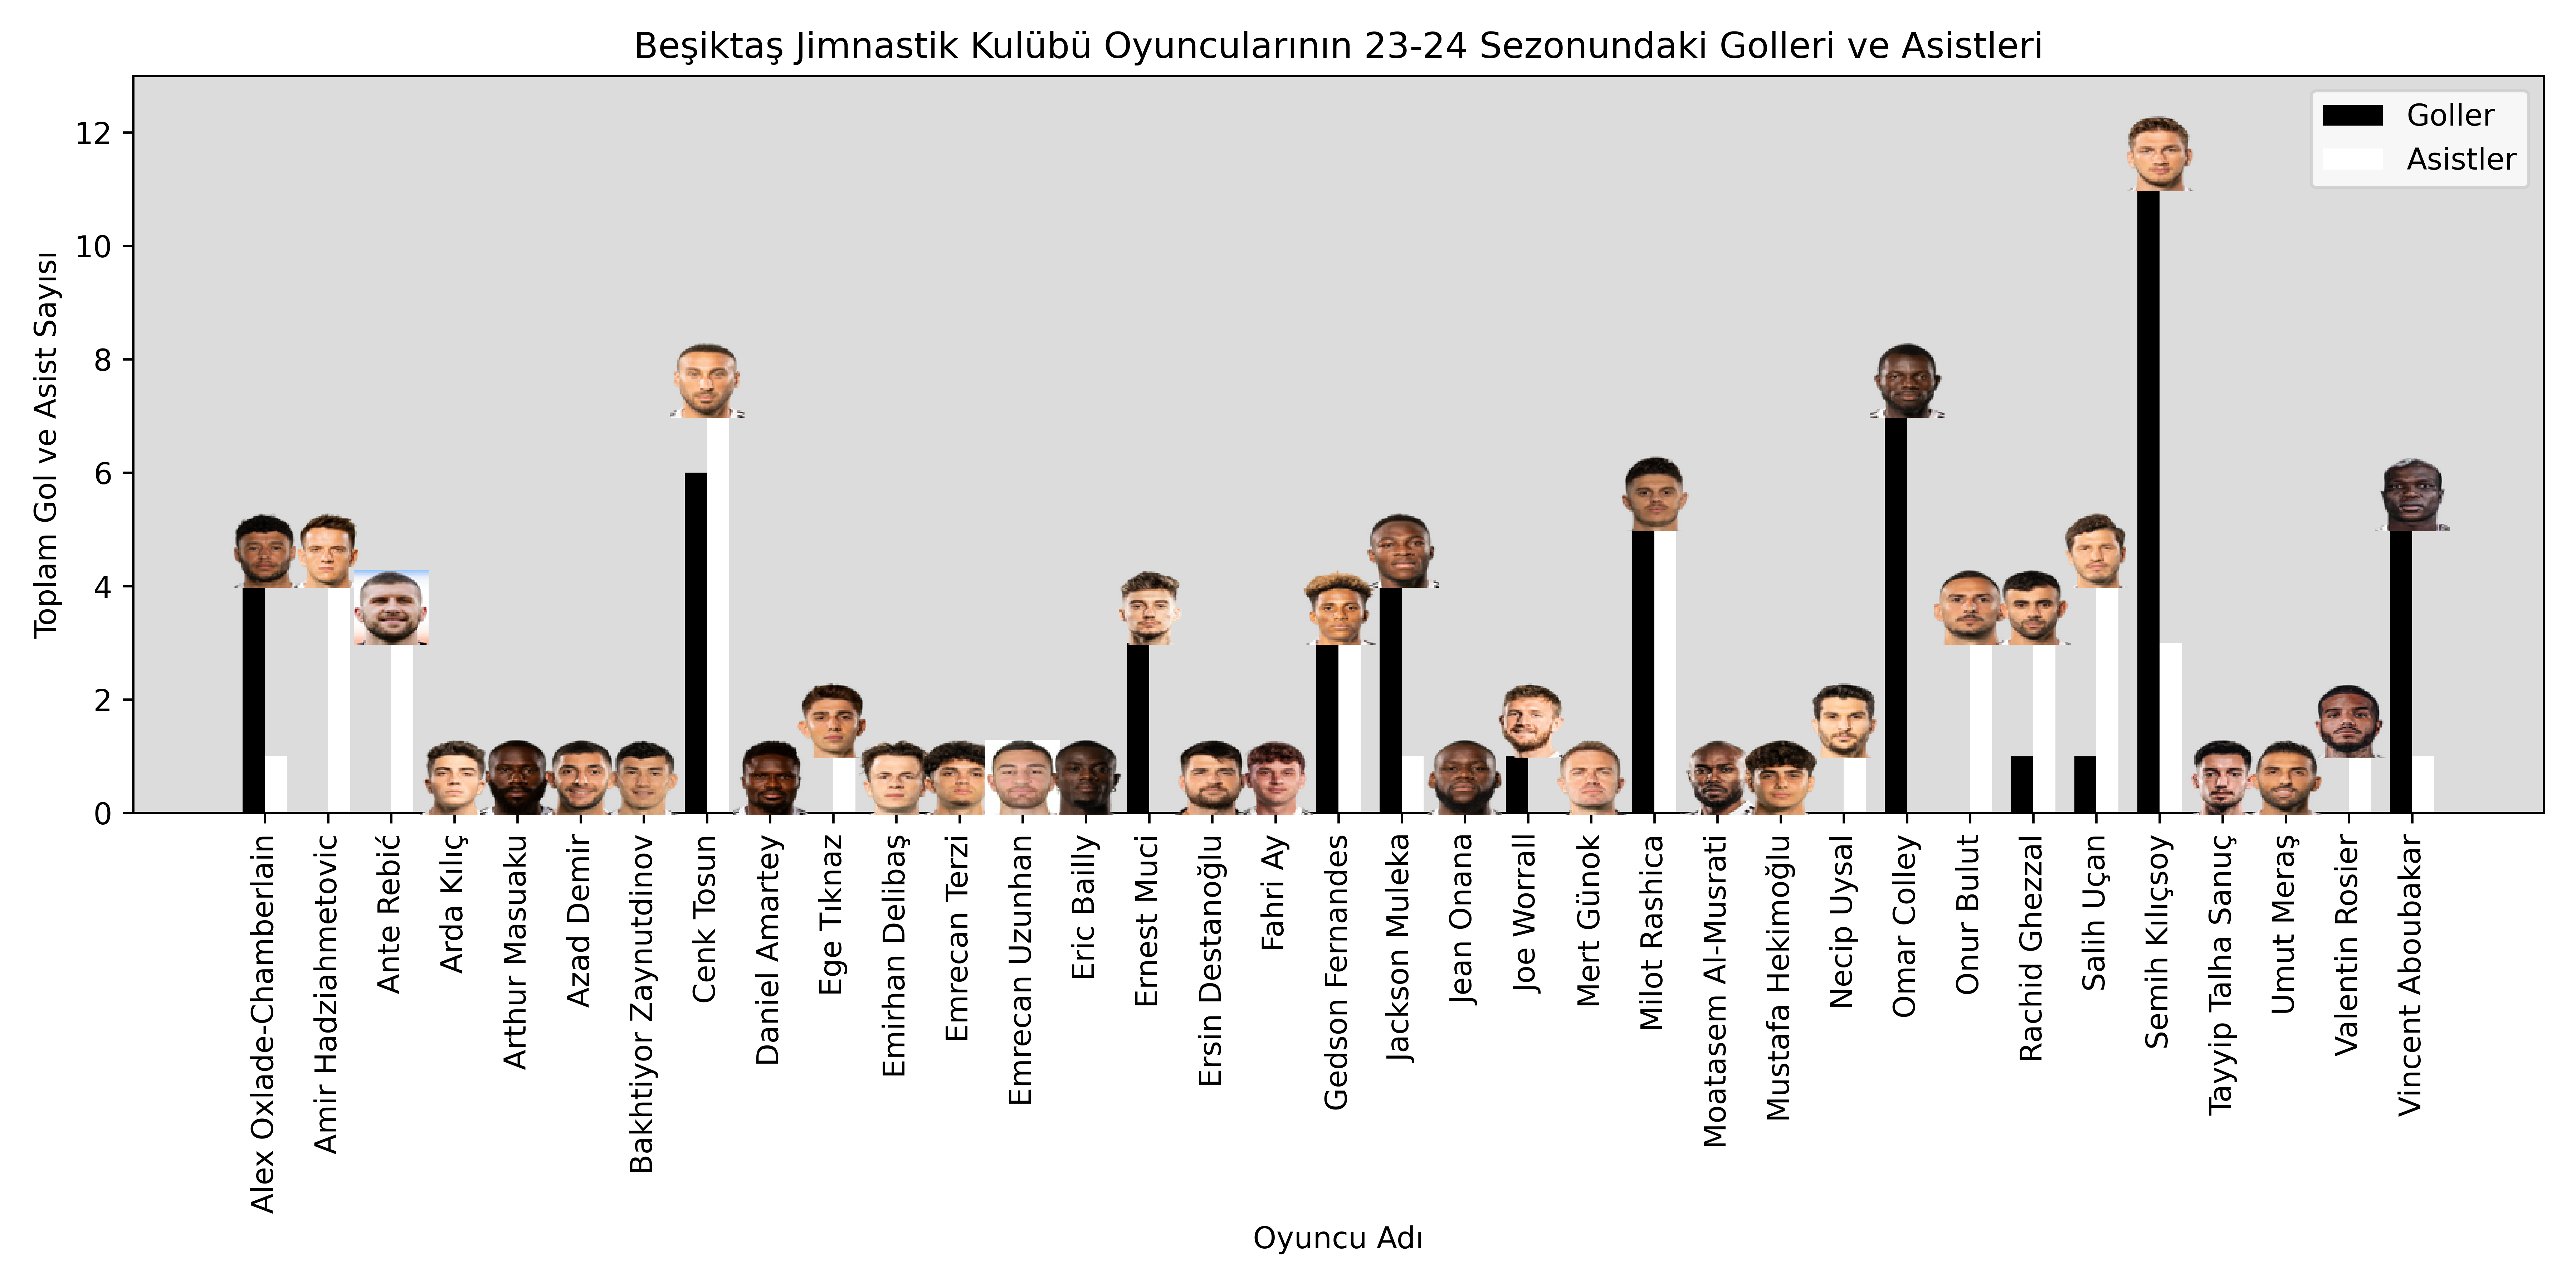 Beşiktaş Jimnastik Kulübü Oyuncularının 23-24 Sezonundaki Golleri ve Asistleri
Goller
Asistler
Toplam Gol ve Asist Sayısı
12
10
8
6
4
2
0
Alex Oxlade-Chamberlain
Amir Hadziahmetovic
Ante Rebić
Arda Kılıç
Arthur Masuaku
Azad Demir
Bakhtiyor Zaynutdinov
Cenk Tosun
Daniel Amartey
Ege Tıknaz
Emirhan Delibaş
Emrecan Terzi
Emrecan Uzunhan
Eric Bailly
Ernest Muci
Ersin Destanoğlu
Fahri Ay
Gedson Fernandes
Jackson Muleka
Jean Onana
Joe Worrall
Mert Günok
Milot Rashica
Moatasem Al-Musrati
Mustafa Hekimoğlu
Necip Uysal
Omar Colley
Onur Bulut
Rachid Ghezzal
Salih Uçan
Semih Kılıçsoy
Tayyip Talha Sanuç
Umut Meraş
Valentin Rosier
Vincent Aboubakar
Oyuncu Adı